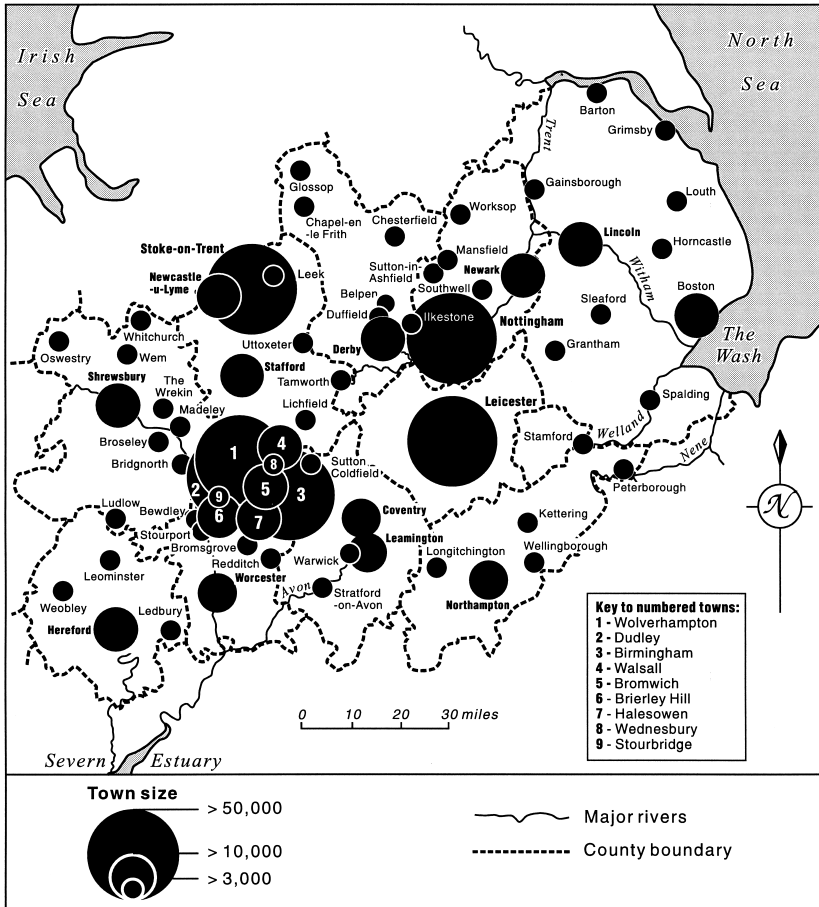 Irish
Sea
North
Sea
Barton
Grimsby
Trent
Glossop
Gainsborough
Louth
Chapel-en
-le Frith
Worksop
Chesterfield
Lincoln
Stoke-on-Trent
Mansfield
Horncastle
Newark
Leek
Sutton-in-
Ashfield
Witham
Newcastle
-u-Lyme
Southwell
Belpen
Sleaford
Boston
Duffield
Ilkestone
Nottingham
Whitchurch
The
Wash
Uttoxeter
Derby
Grantham
Oswestry
Wem
Stafford
Shrewsbury
Tamworth
The
Wrekin
Lichfield
Leicester
Spalding
Madeley
Welland
Stamford
Broseley
1
4
Nene
Bridgnorth
8
Sutton
Coldfield
2
5
3
9
Peterborough
Ludlow
Bewdley
6
7
Coventry
Kettering
Stourport
Bromsgrove
Leamington
Redditch
Warwick
Longitchington
Wellingborough
Leominster
Worcester
Avon
Stratford
-on-Avon
Weobley
Ledbury
Northampton
Hereford
Key to numbered towns:
1 - Wolverhampton
2 - Dudley
3 - Birmingham
4 - Walsall
5 - Bromwich
6 - Brierley Hill
7 - Halesowen
8 - Wednesbury
9 - Stourbridge
N
0 10 20 30 miles
Severn Estuary
Town size
> 50,000
> 10,000
> 3,000
Major rivers
County boundary